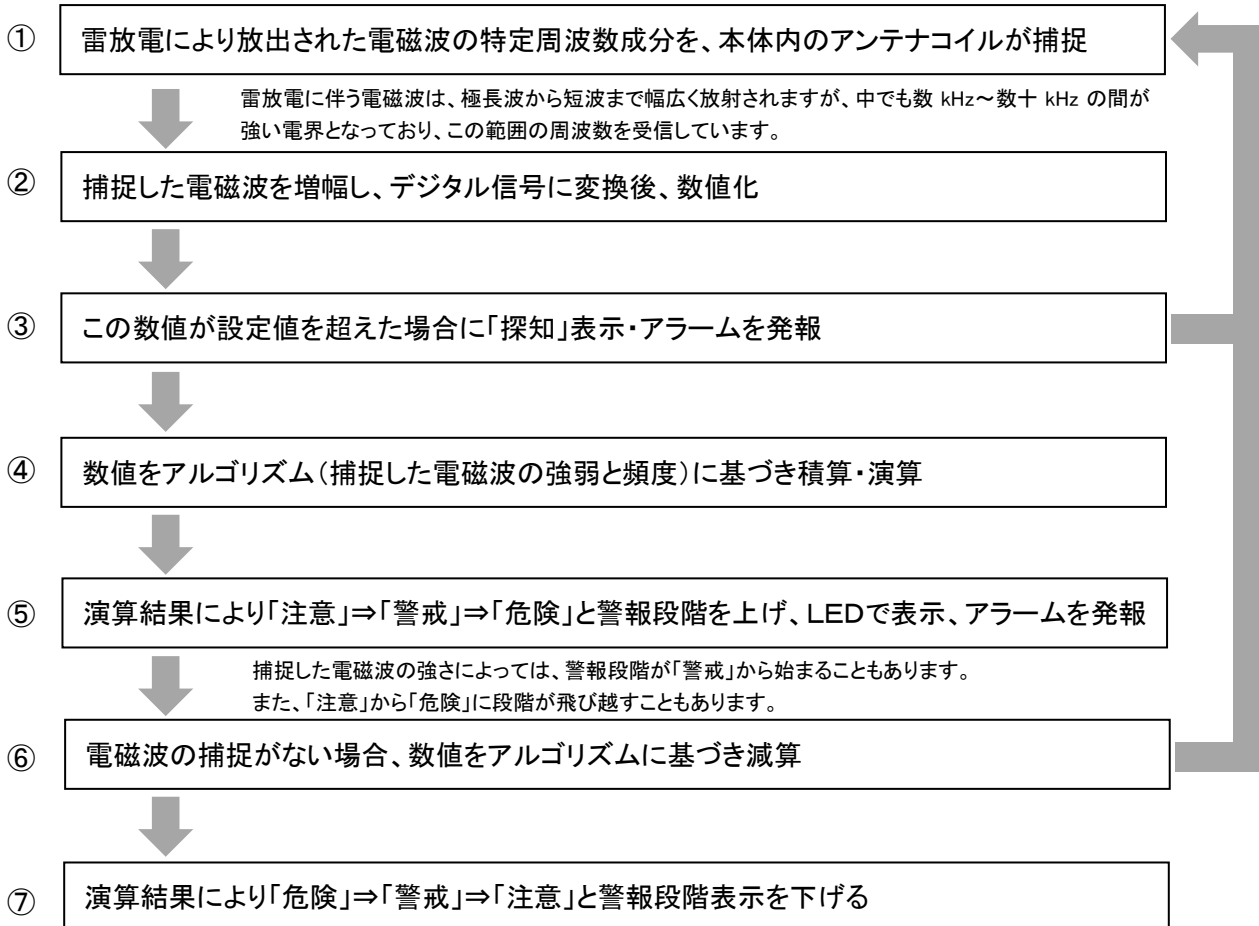 ① 雷放電により放出された電磁波の特定周波数成分を、本体内のアンテナコイルが捕捉
雷放電に伴う電磁波は、極長波から短波まで幅広く放射されますが、中でも数 kHz～数十 kHz の間が
強い電界となっており、この範囲の周波数を受信しています。
② 捕捉した電磁波を増幅し、デジタル信号に変換後、数値化
③ この数値が設定値を超えた場合に「探知」表示・アラームを発報
④ 数値をアルゴリズム(捕捉した電磁波の強弱と頻度)に基づき積算・演算
⑤ 演算結果により「注意」⇒「警戒」⇒「危険」と警報段階を上げ、LEDで表示、アラームを発報
捕捉した電磁波の強さによっては、警報段階が「警戒」から始まることもあります。
また、「注意」から「危険」に段階が飛び越すこともあります。
⑥ 電磁波の捕捉がない場合、数値をアルゴリズムに基づき減算
⑦ 演算結果により「危険」⇒「警戒」⇒「注意」と警報段階表示を下げる